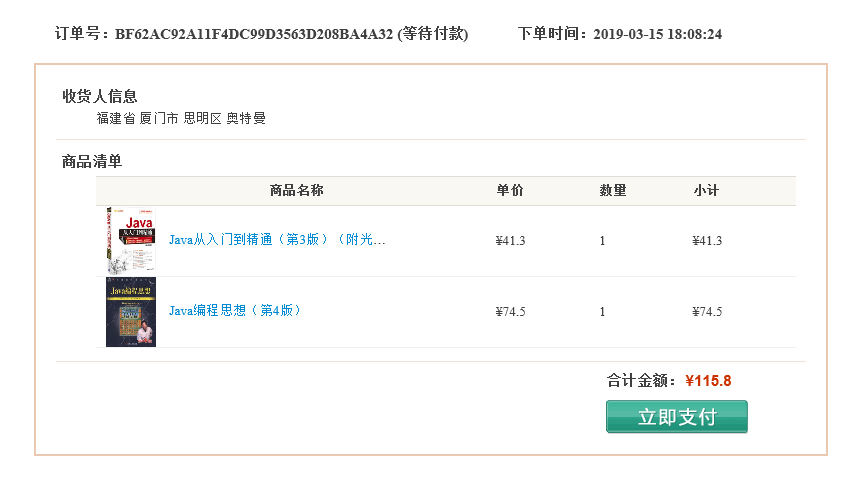 订单号：BF62AC92A11F4DC99D3563D208BA4A32 (等待付款) 下单时间：2019-03-15 18:08:24
收货人信息
福建省 厦门市 思明区 奥特曼
商品清单
商品名称 单价 数量 小计
Java
从入门到精通
Java从入门到精通（第3版）（附光… ¥41.3 1 ¥41.3
Java编程思想
Java编程思想（第4版） ¥74.5 1 ¥74.5
合计金额：¥115.8
立即支付